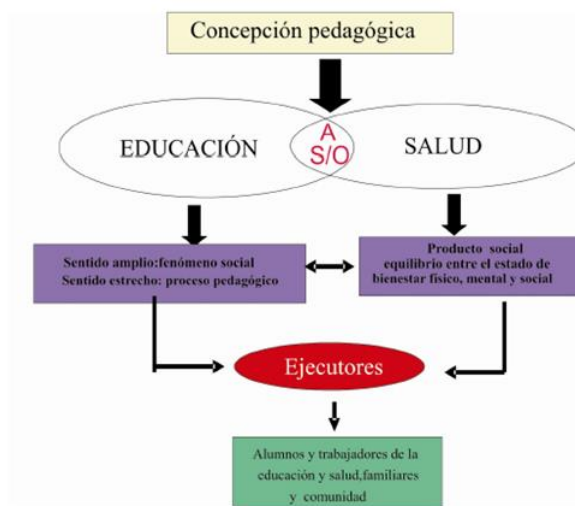 Concepción pedagógica
EDUCACIÓN
A
S/O
SALUD
Sentido amplio:fenómeno social
Sentido estrecho: proceso pedagógico
Producto social
equilibrio entre el estado de
bienestar físico, mental y social
Ejecutores
Alumnos y trabajadores de la
educación y salud,familiares
y comunidad